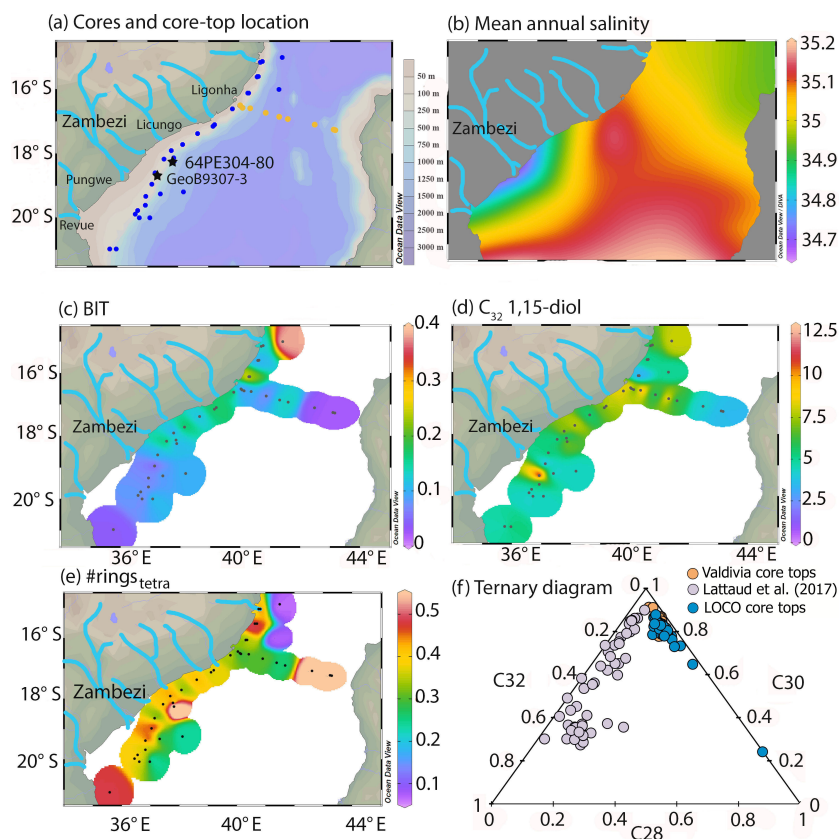 (a) Cores and core-top location
16° S
18° S
20° S
Ligonha
Zambezi
Licungo
64PE304-80
GeoB9307-3
Pungwe
Revue
50 m
100 m
250 m
500 m
750 m
1000 m
1500 m
2000 m
2500 m
3000 m
Ocean Data View
(b) Mean annual salinity
Zambezi
35.2
35.1
35
34.9
34.8
34.7
Ocean Data View / DIVA
(c) BIT
16° S
18° S
20° S
Zambezi
36° E
40° E
44° E
0.4
0.3
0.2
0.1
0
Ocean Data View
(d) C32 1,15-diol
Zambezi
36° E
40° E
44° E
12.5
10
7.5
5
2.5
0
Ocean Data View
(e) #rings tetra
16° S
18° S
20° S
Zambezi
36° E
40° E
44° E
0.5
0.4
0.3
0.2
0.1
Ocean Data View
(f) Ternary diagram
Valdivia core tops
Lattaud et al. (2017)
LOCO core tops
0 1
0.2 0.8
0.4 0.6
C32 C30
0.6 0.4
0.8 0.2
1 0
0 0.2 0.4 0.6 0.8 1
C28